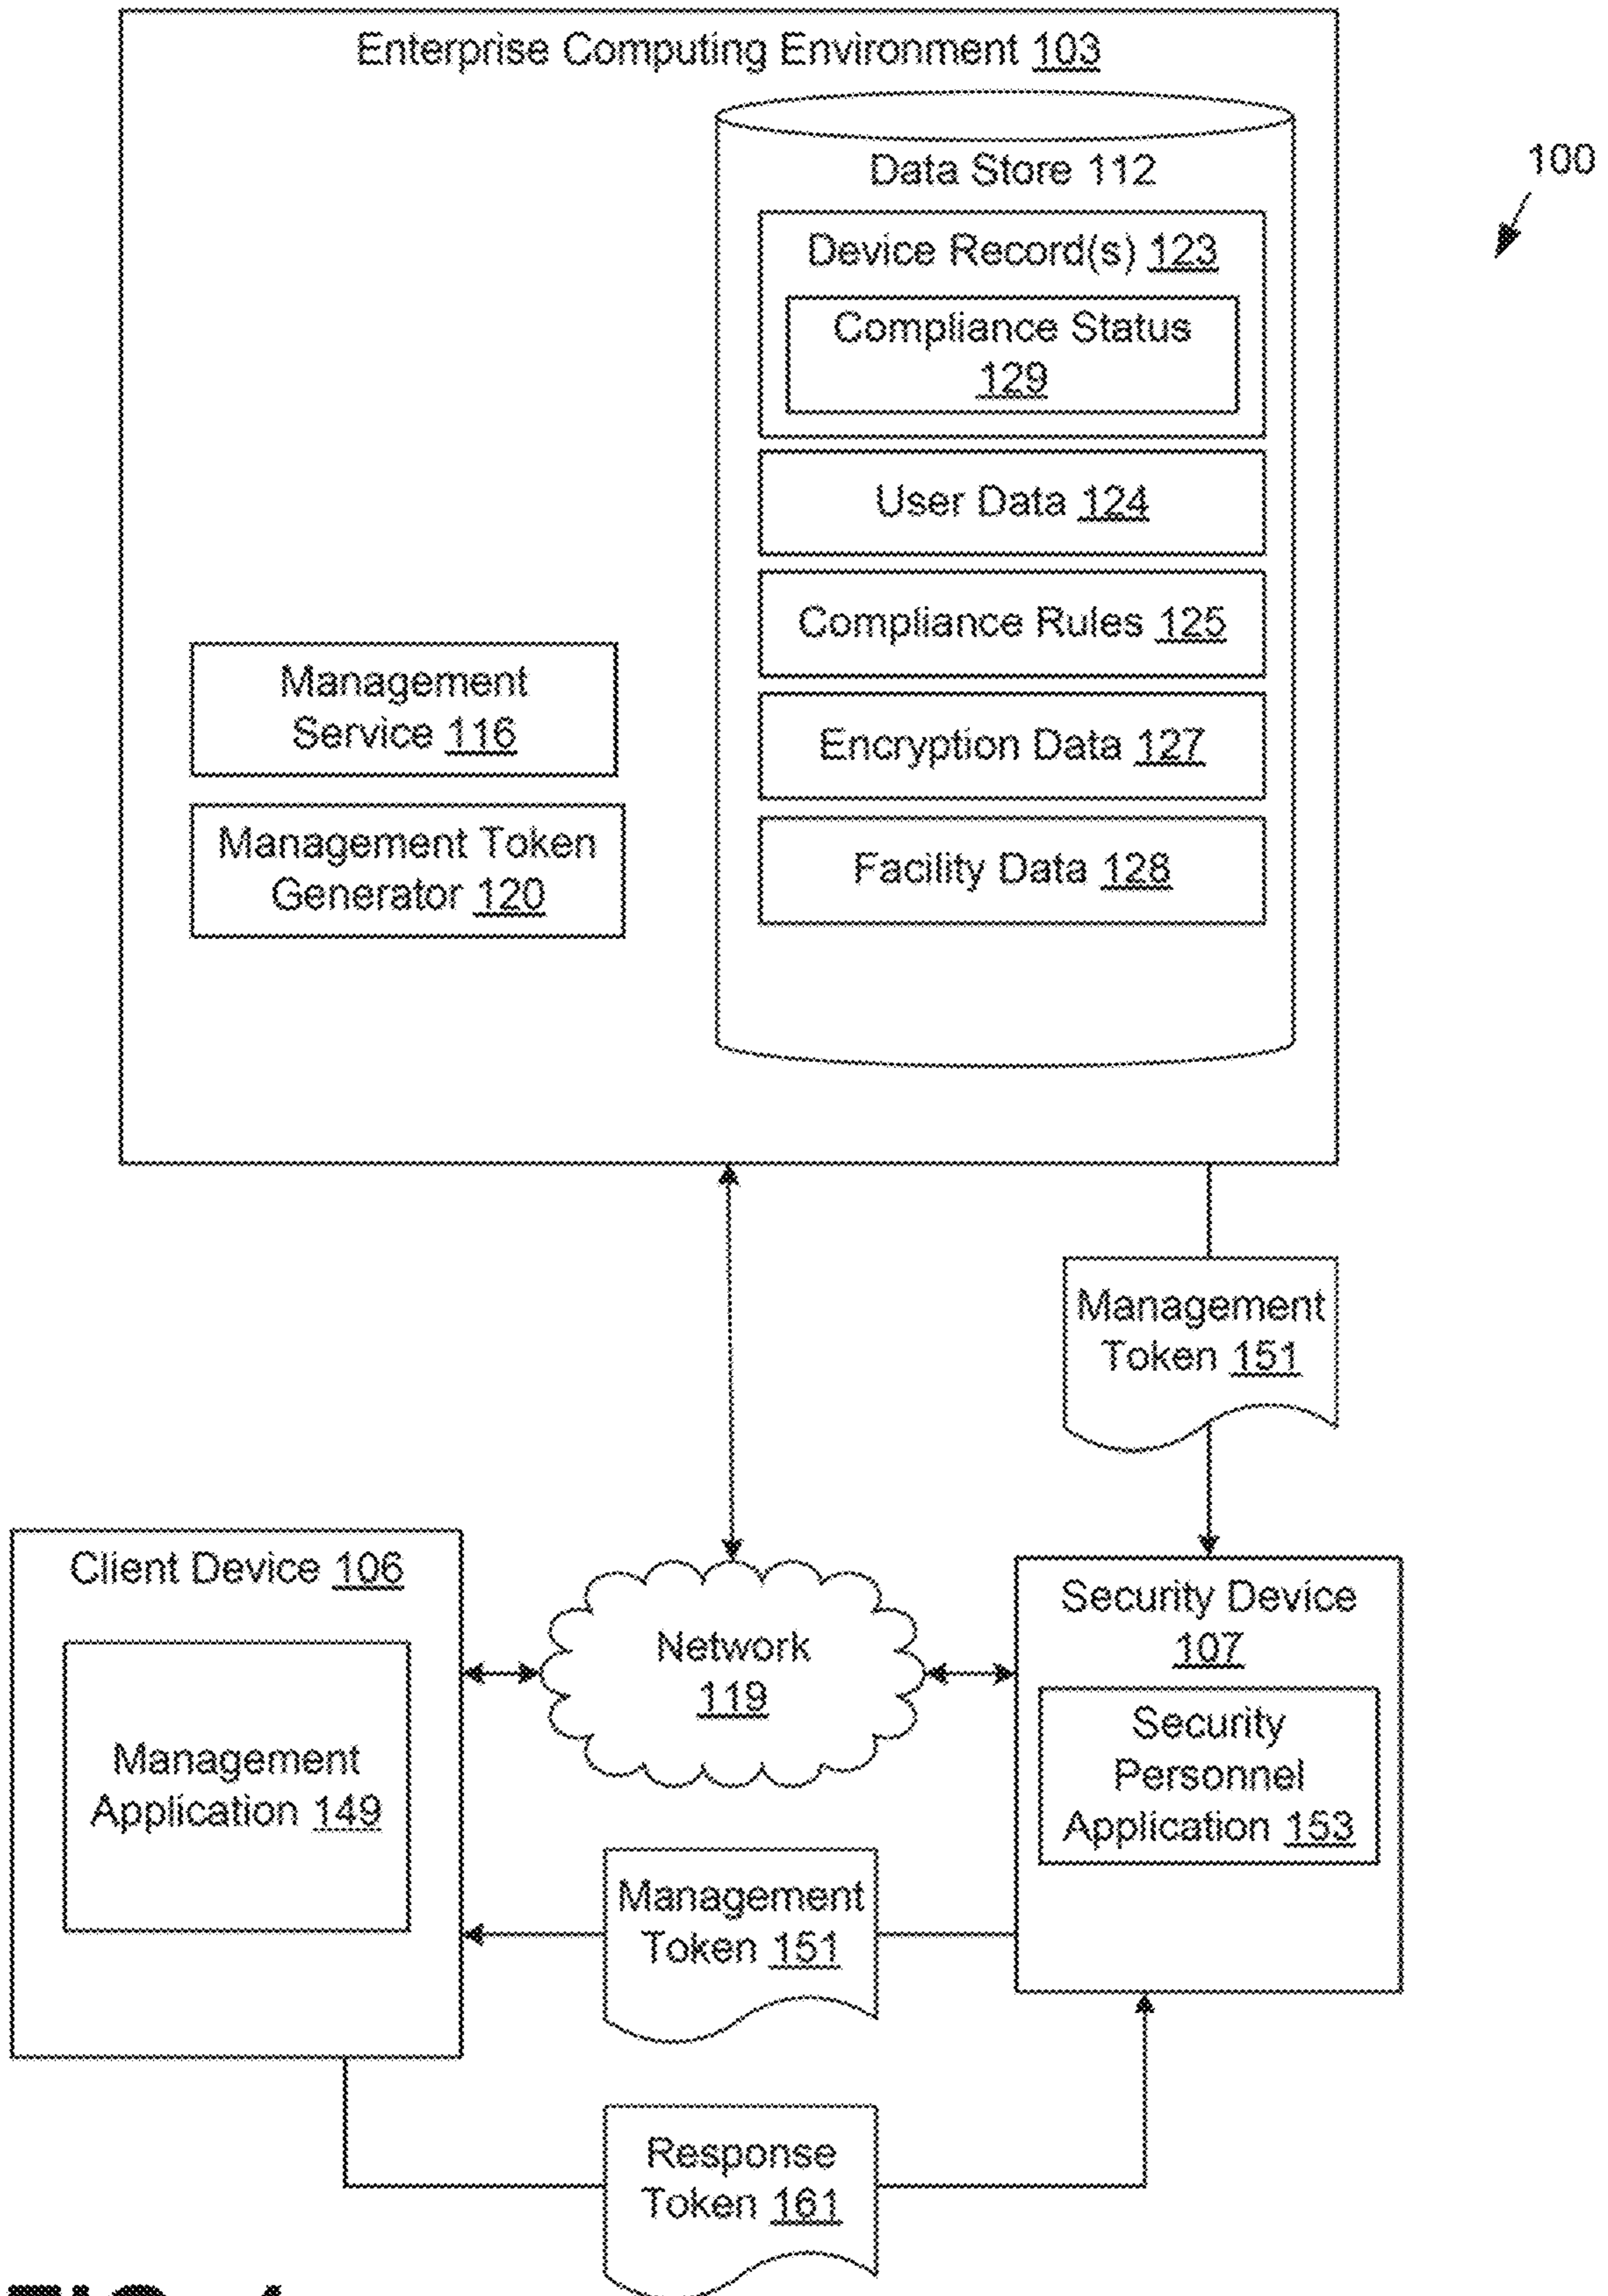 Enterprise Computing Environment 103
100
Data Store 112
Device Record(s) 123
Compliance Status
129
User Data 124
Compliance Rules 125
Encryption Data 127
Facility Data 128
Management
Service 116
Management Token
Generator 120
Management
Token 151
Client Device 106
Management
Application 149
Network
119
Security Device
107
Security
Personnel
Application 153
Management
Token 151
Response
Token 161